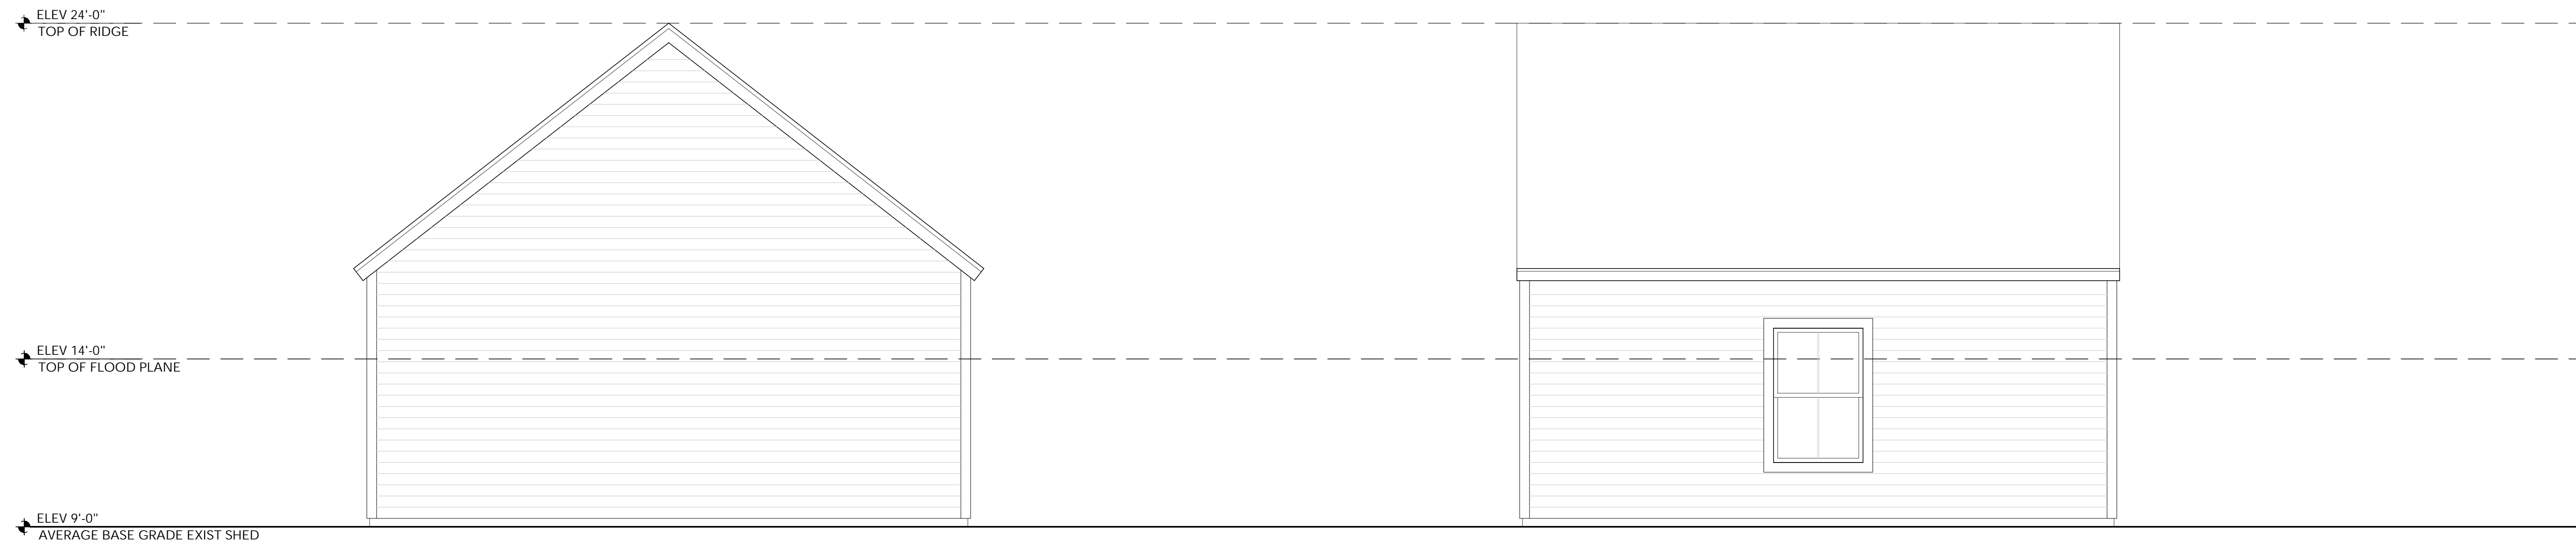 ELEV 24'-0"
TOP OF RIDGE
ELEV 14'-0"
TOP OF FLOOD PLANE
ELEV 9'-0"
AVERAGE BASE GRADE EXIST SHED